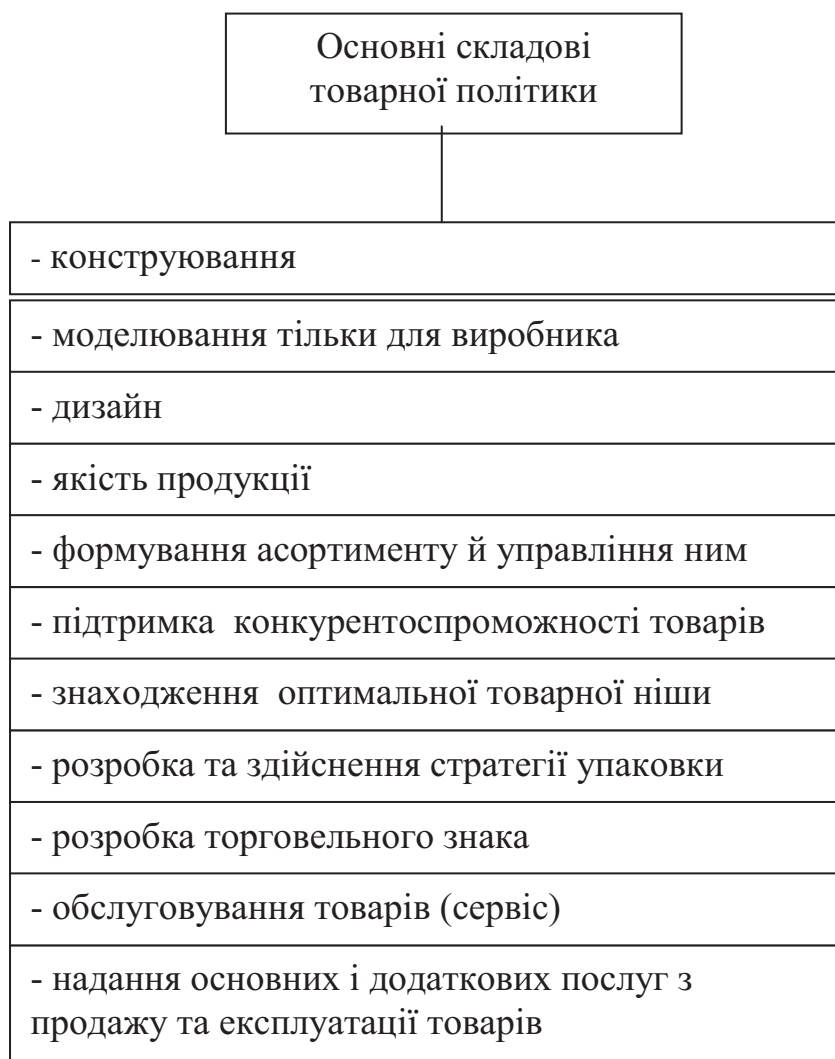 Основні складові
товарної політики
- конструювання
- моделювання тільки для виробника
- дизайн
- якість продукції
- формування асортименту й управління ним
- підтримка конкурентоспроможності товарів
- знаходження оптимальної товарної ніши
- розробка та здійснення стратегії упаковки
- розробка торговельного знака
- обслуговування товарів (сервіс)
- надання основних і додаткових послуг з
продажу та експлуатації товарів